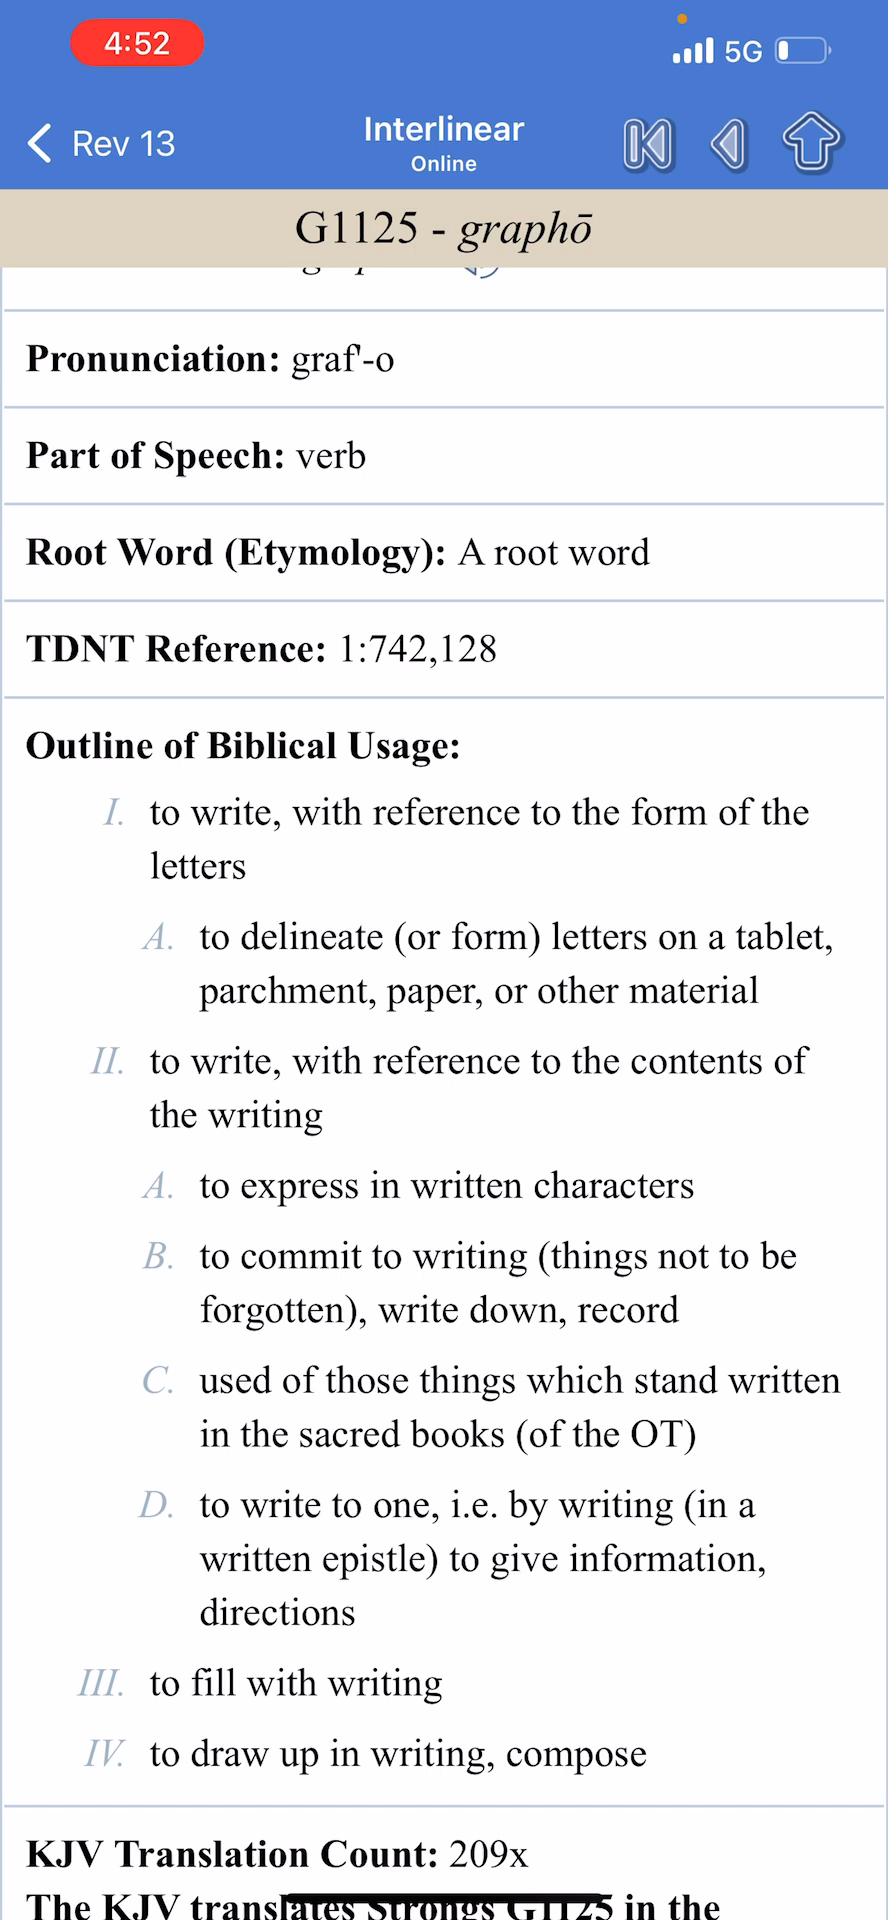 4:52
5G
Rev 13
Interlinear
Online
G1125 - graphō
Pronunciation: graf'-o
Part of Speech: verb
Root Word (Etymology): A root word
TDNT Reference: 1:742,128
Outline of Biblical Usage:
I. to write, with reference to the form of the
letters
A. to delineate (or form) letters on a tablet,
parchment, paper, or other material
II. to write, with reference to the contents of
the writing
A. to express in written characters
B. to commit to writing (things not to be
forgotten), write down, record
C. used of those things which stand written
in the sacred books (of the OT)
D. to write to one, i.e. by writing (in a
written epistle) to give information,
directions
III. to fill with writing
IV. to draw up in writing, compose
KJV Translation Count: 209x
The KJV translates Strongs G1125 in the